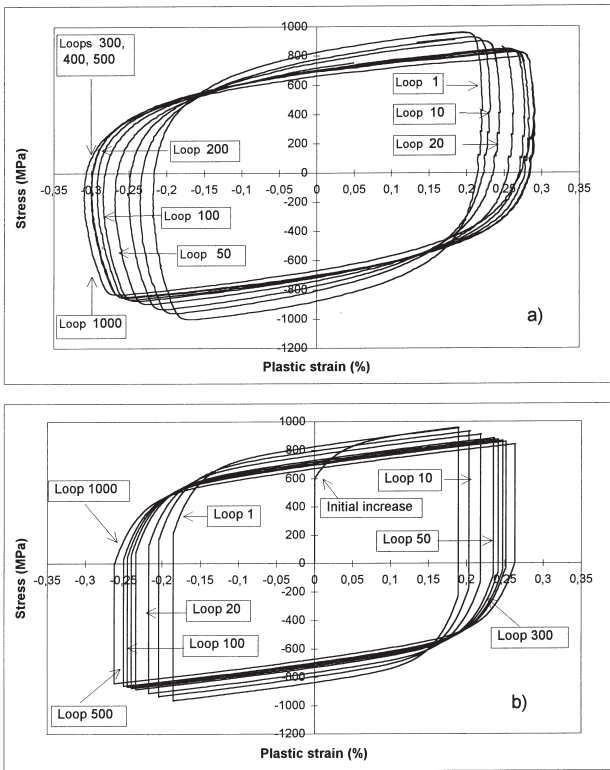 1000
Loops 300,
400, 500
800
600
Loop 1
400
Loop 10
200
Loop 20
Loop 200
0
-0,35 -0,3 -0,25 -0,2 -0,15 -0,1 -0,05 0 0,05 0,1 0,15 0,2 0,25 0,3 0,35
-200
Loop 100
-400
Loop 50
-600
-800
Loop 1000
-1000
a)
-1200
Stress (MPa)
Plastic strain (%)
1000
800
Loop 10
600
Loop 1000
Initial increase
400
Loop 1
200
Loop 50
0
-0,35 -0,3 -0,25 -0,2 -0,15 -0,1 -0,05 0 0,05 0,1 0,15 0,2 0,25 0,3 0,35
-200
Loop 20
-400
Loop 300
Loop 100
-600
-800
-1000
b)
Loop 500
-1200
Stress (MPa)
Plastic strain (%)